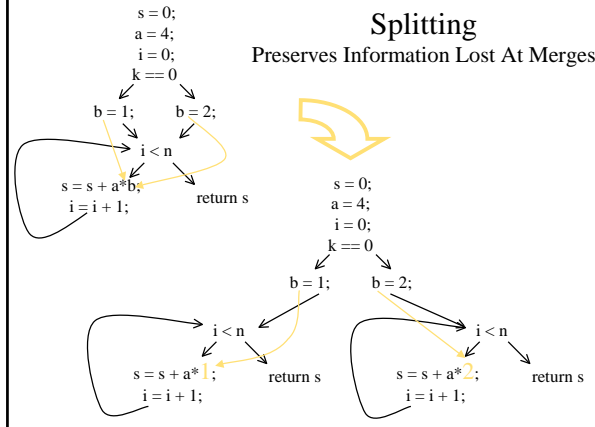 Splitting
Preserves Information Lost At Merges
s = 0;
a = 4;
i = 0;
k == 0
b = 1;
b = 2;
i < n
s = s + a*b;
i = i + 1;
return s
s = 0;
a = 4;
i = 0;
k == 0
b = 1;
b = 2;
i < n
s = s + a*1;
i = i + 1;
return s
i < n
s = s + a*2;
i = i + 1;
return s